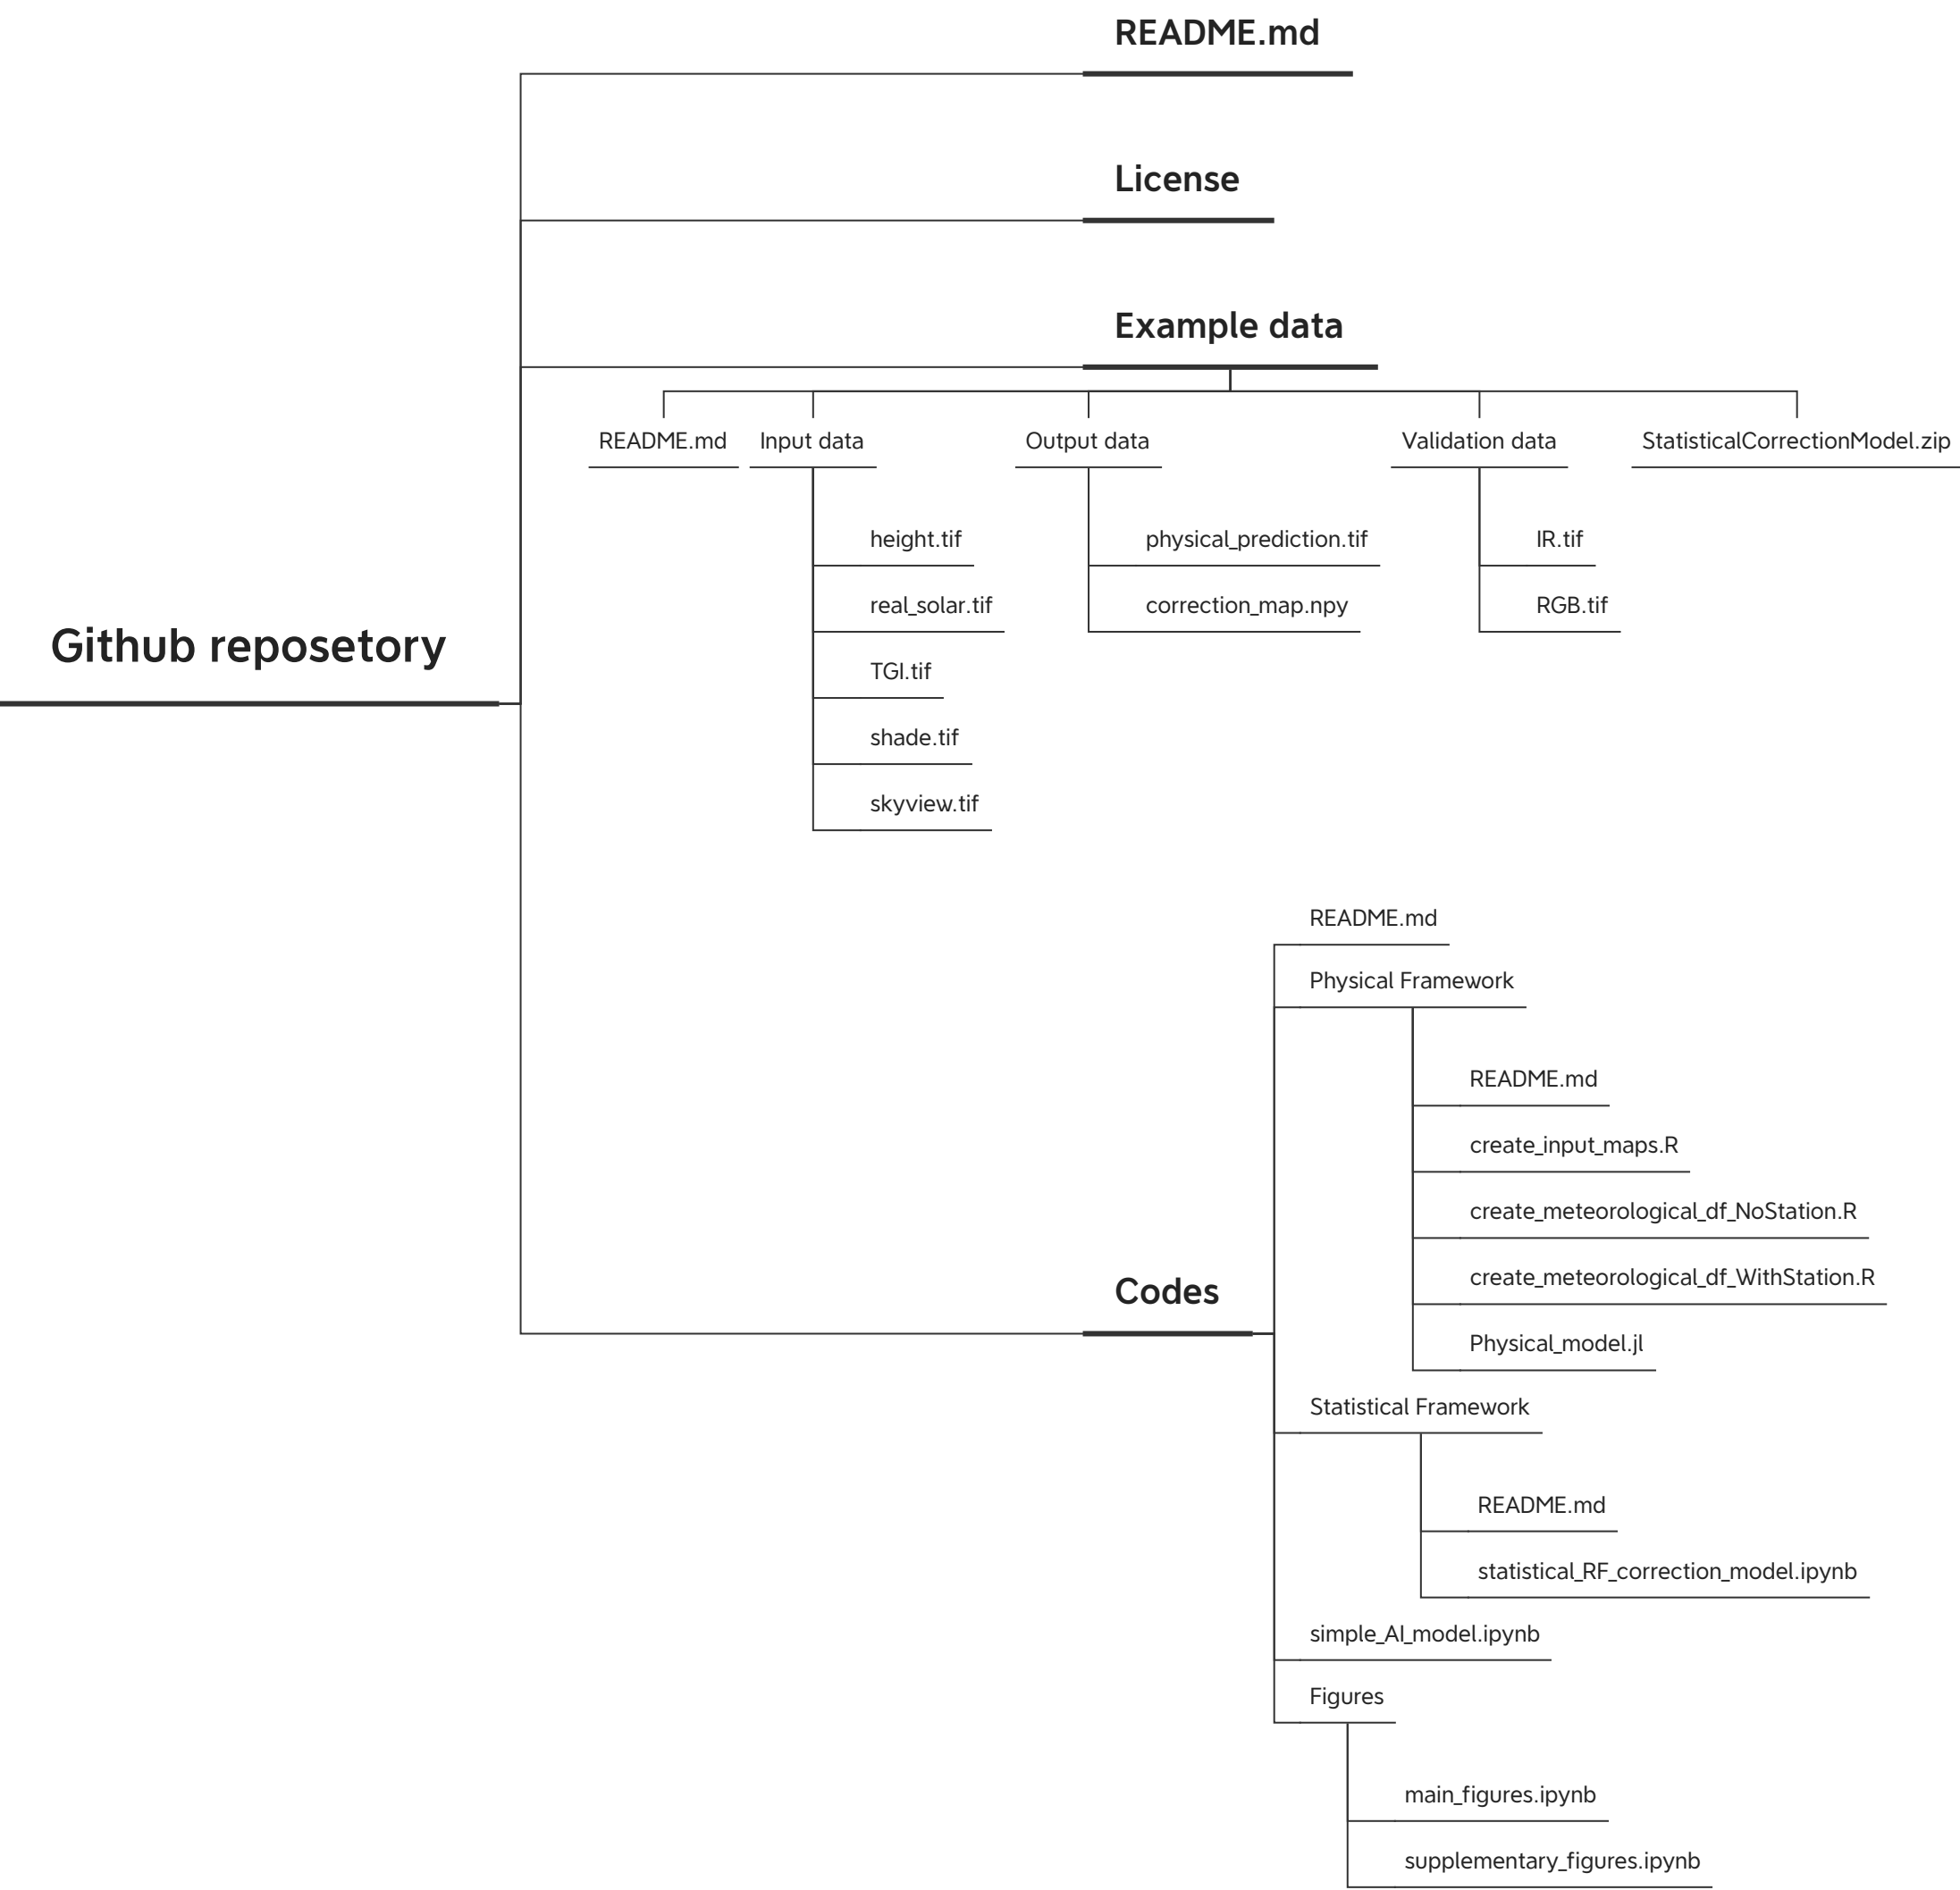 README.md
License
Example data
README.md
Input data
Output data
Validation data
StatisticalCorrectionModel.zip
height.tif
real_solar.tif
TGI.tif
shade.tif
skyview.tif
physical_prediction.tif
correction_map.npy
IR.tif
RGB.tif
Github reposetory
Codes
README.md
Physical Framework
README.md
create_input_maps.R
create_meteorological_df_NoStation.R
create_meteorological_df_WithStation.R
Physical_model.jl
Statistical Framework
README.md
statistical_RF_correction_model.ipynb
simple_AI_model.ipynb
Figures
main_figures.ipynb
supplementary_figures.ipynb